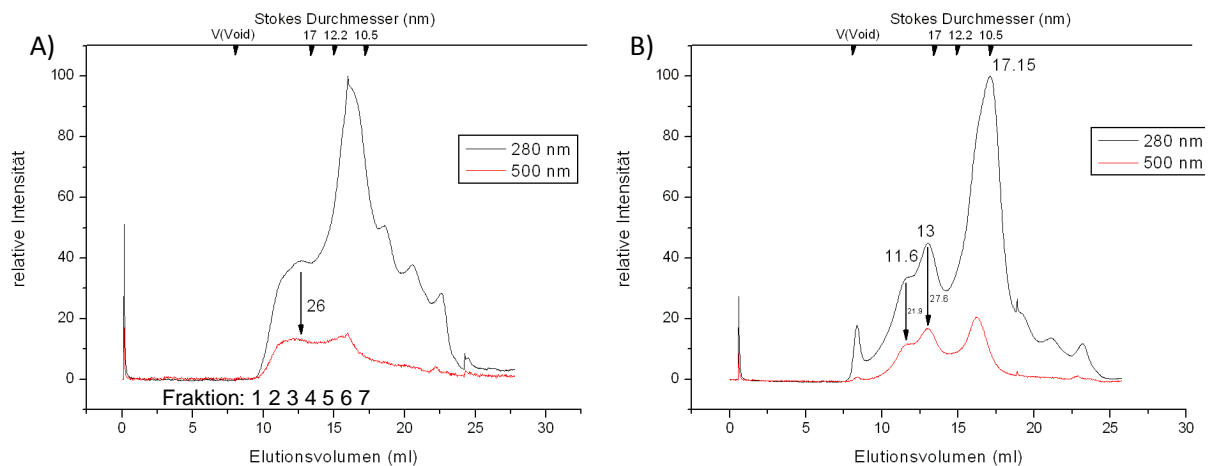 A)
Stokes Durchmesser (nm)
V(Void) 17 12.2 10.5
100
80
60
40
20
0
relative Intensität
280 nm
500 nm
26
Fraktion: 1 2 3 4 5 6 7
0 5 10 15 20 25 30
Elutionsvolumen (ml)
B)
Stokes Durchmesser (nm)
V(Void) 17 12.2 10.5
100
80
60
40
20
0
relative Intensität
17.15
280 nm
500 nm
13
11.6
21.9
27.6
0 5 10 15 20 25 30
Elutionsvolumen (ml)